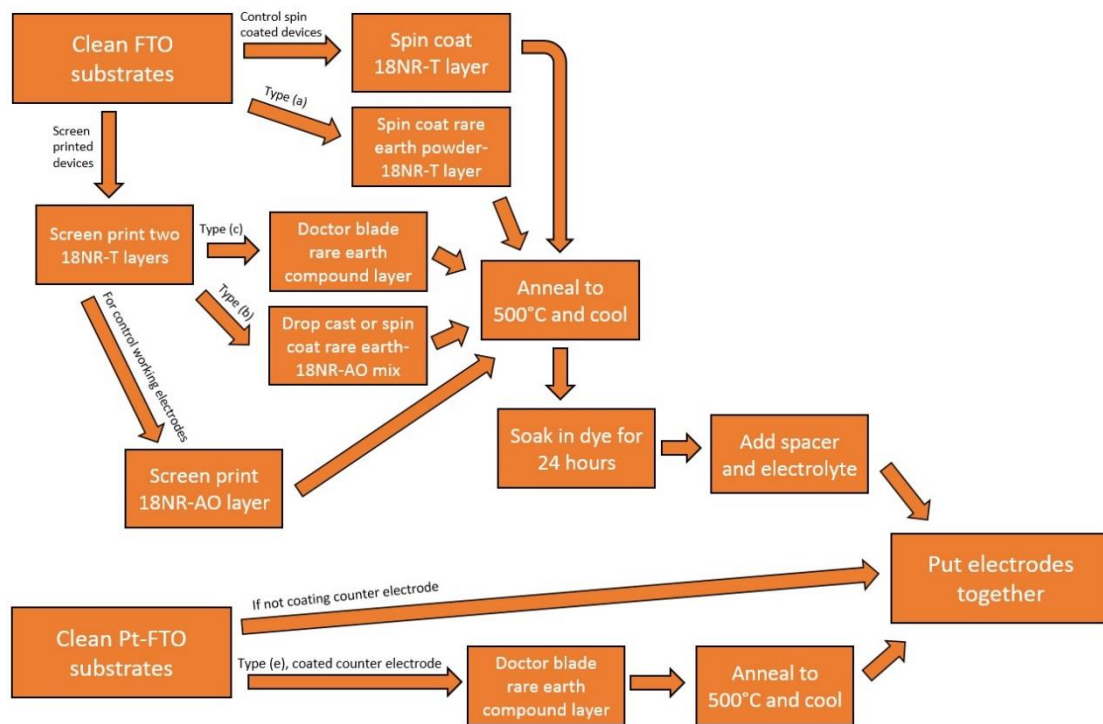 Clean FTO
substrates
Control spin
coated devices
Spin coat
18NR-T layer
Type (a)
Spin coat rare
earth powder-
18NR-T layer
Screen
printed
devices
Screen print two
18NR-T layers
Type (c)
Doctor blade
rare earth
compound layer
Type (b)
Drop cast or spin
coat rare earth-
18NR-AO mix
Anneal to
500°C and cool
For control working electrodes
Screen print
18NR-AO layer
Soak in dye for
24 hours
Add spacer
and electrolyte
Put electrodes
together
Clean Pt-FTO
substrates
If not coating counter electrode
Type (e), coated counter electrode
Doctor blade
rare earth
compound layer
Anneal to
500°C and cool